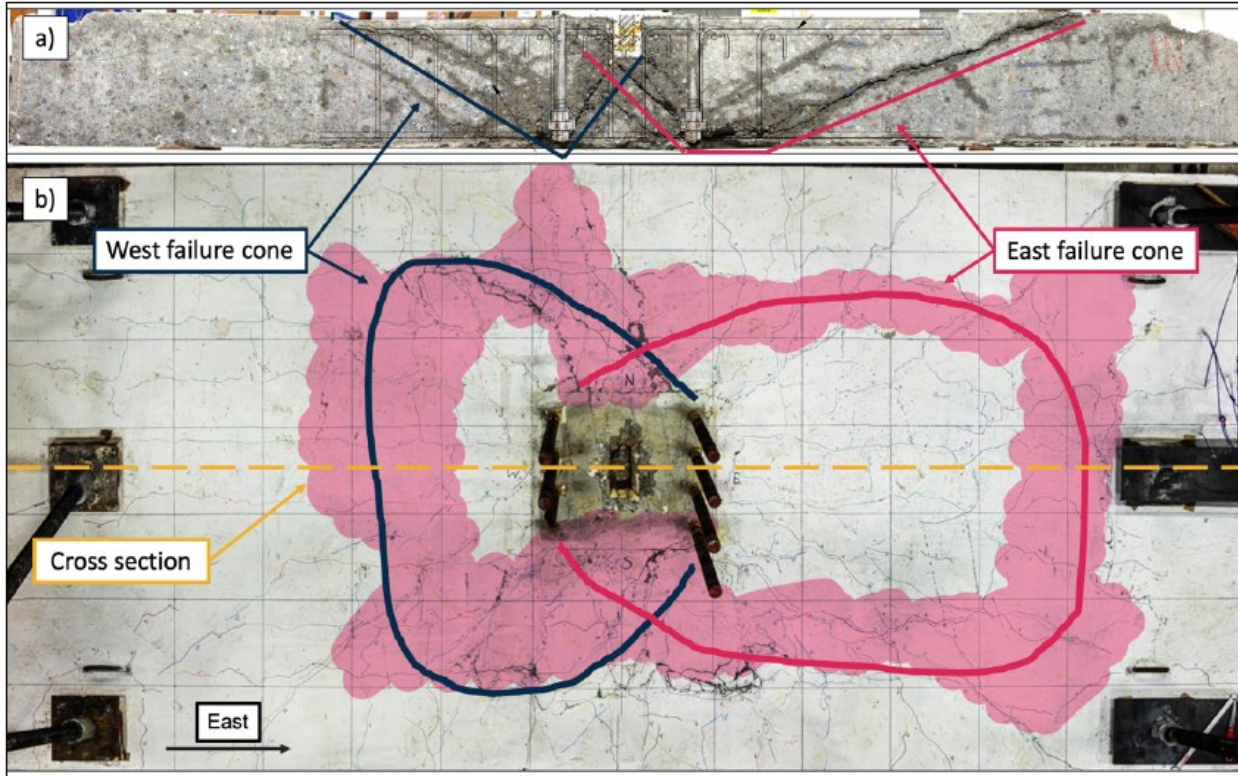 a)
b)
West failure cone
East failure cone
N
W
E
Cross section
S
East